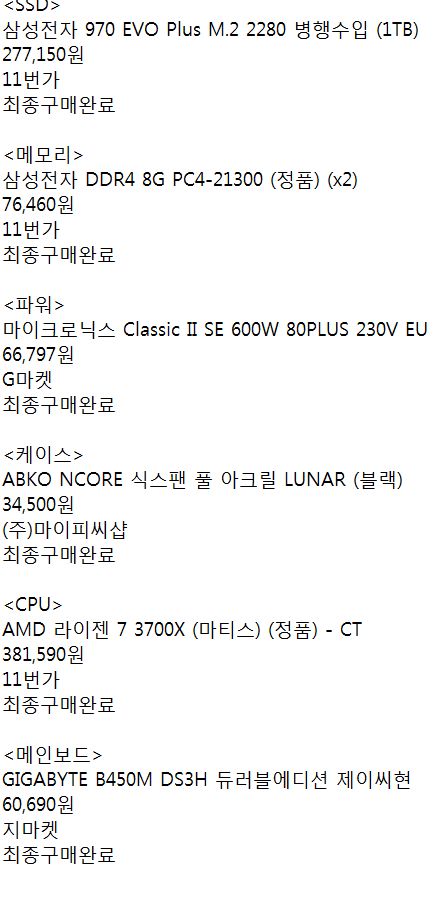 <SSD>
삼성전자 970 EVO Plus M.2 2280 병행수입 (1TB)
277,150원
11번가
최종구매완료
<메모리>
삼성전자 DDR4 8G PC4-21300 (정품) (x2)
76,460원
11번가
최종구매완료
<파워>
마이크로닉스 Classic II SE 600W 80PLUS 230V EU
66,797원
G마켓
최종구매완료
<케이스>
ABKO NCORE 식스팬 풀 아크릴 LUNAR (블랙)
34,500원
(주)마이피씨샵
최종구매완료
<CPU>
AMD 라이젠 7 3700X (마티스) (정품) - CT
381,590원
11번가
최종구매완료
<메인보드>
GIGABYTE B450M DS3H 듀러블에디션 제이씨현
60,690원
지마켓
최종구매완료